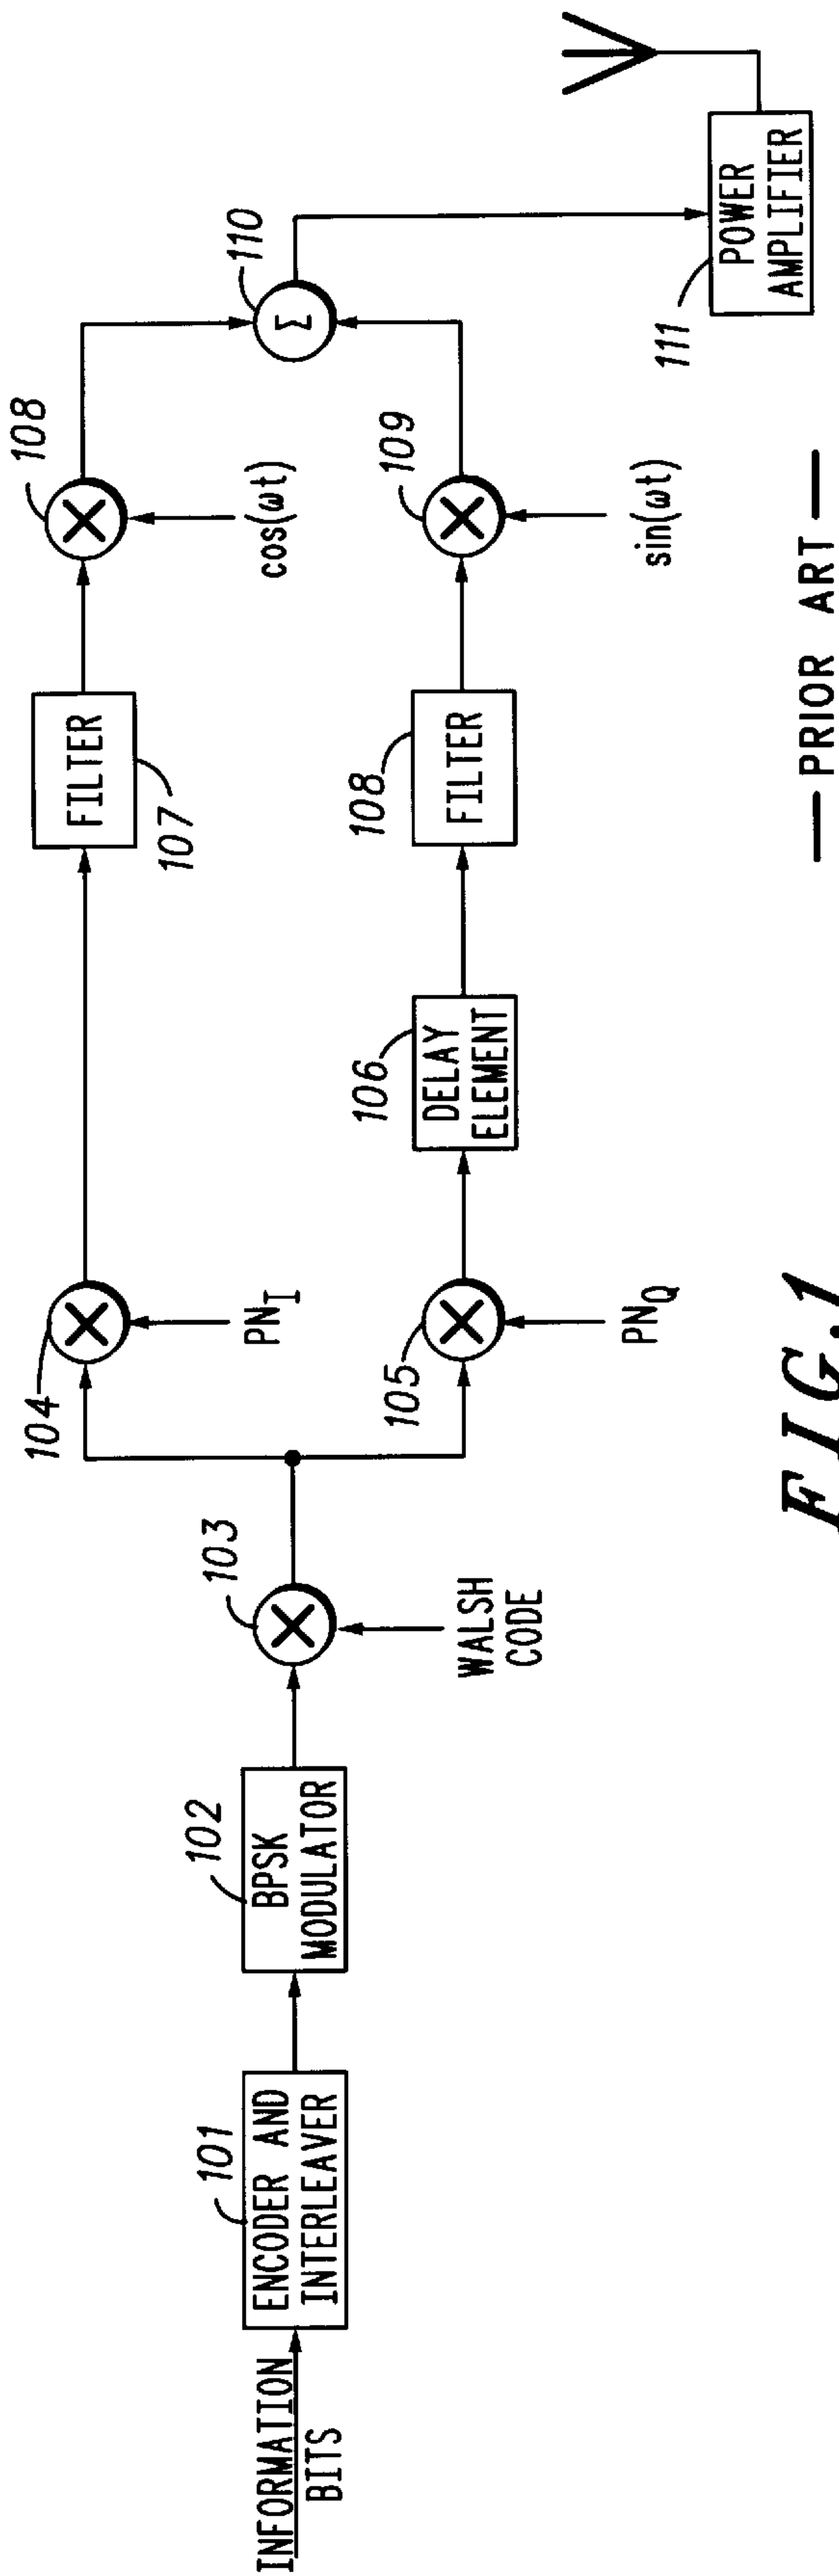 INFORMATION
BITS
101
ENCODER AND
INTERLEAVER
102
BPSK
MODULATOR
103
WALSH
CODE
104
PN_I
105
PN_Q
106
DELAY
ELEMENT
107
FILTER
108
FILTER
108
cos(ωt)
109
sin(ωt)
110
Σ
111
POWER
AMPLIFIER
FIG.1
— PRIOR ART —